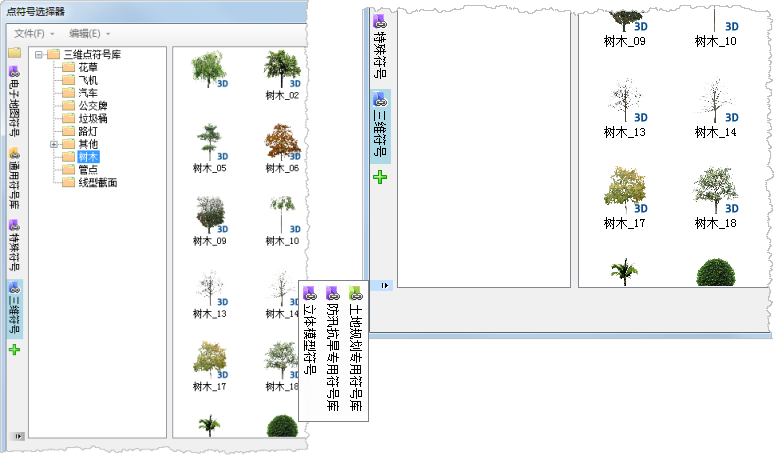 点符号选择器
文件(F) 编辑(E)
电子地图符号
通用符号库
特殊符号
三维符号
三维点符号库
花草
飞机
汽车
公交牌
垃圾桶
路灯
其他
树木
管点
线型截面
3D 3D
树木_02
3D 3D
树木_05 树木_06
3D 3D
树木_09 树木_10
3D 3D
树木_13 树木_14
3D 3D
树木_17 树木_18
立体模型符号
防汛抗旱专用符号库
土地规划专用符号库
特殊符号
三维符号
3D 3D
树木_09 树木_10
3D 3D
树木_13 树木_14
3D 3D
树木_17 树木_18